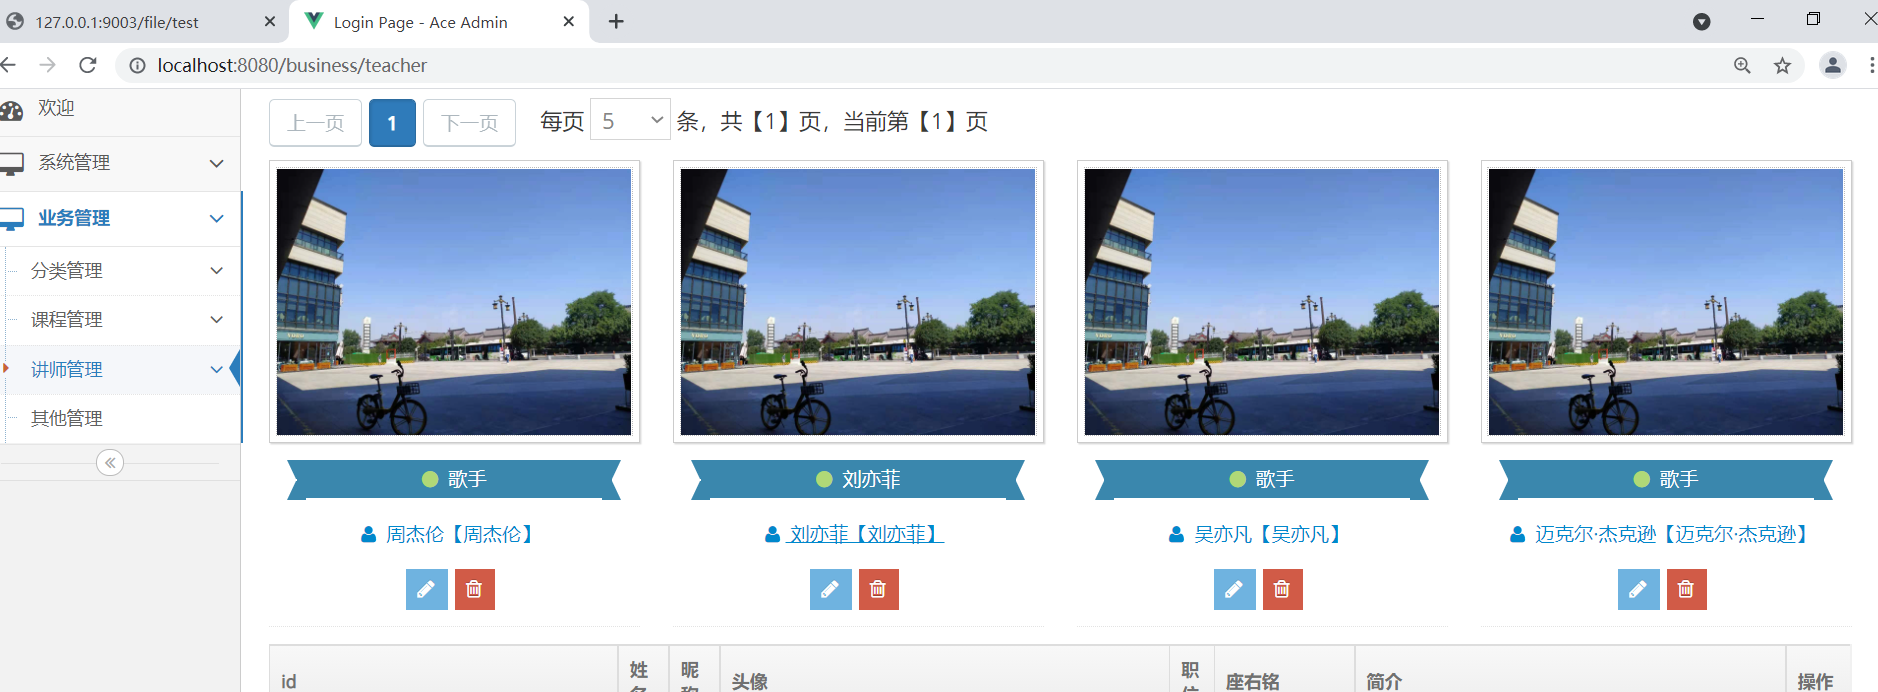 127.0.0.1:9003/file/test
Login Page - Ace Admin
localhost:8080/business/teacher
欢迎
系统管理
业务管理
分类管理
课程管理
讲师管理
其他管理
上一页 1 下一页 每页 5 条，共【1】页，当前第【1】页
歌手
周杰伦【周杰伦】
刘亦菲
刘亦菲【刘亦菲】
歌手
吴亦凡【吴亦凡】
歌手
迈克尔·杰克逊【迈克尔·杰克逊】
id 姓 昵 头像 职 座右铭 简介 操作